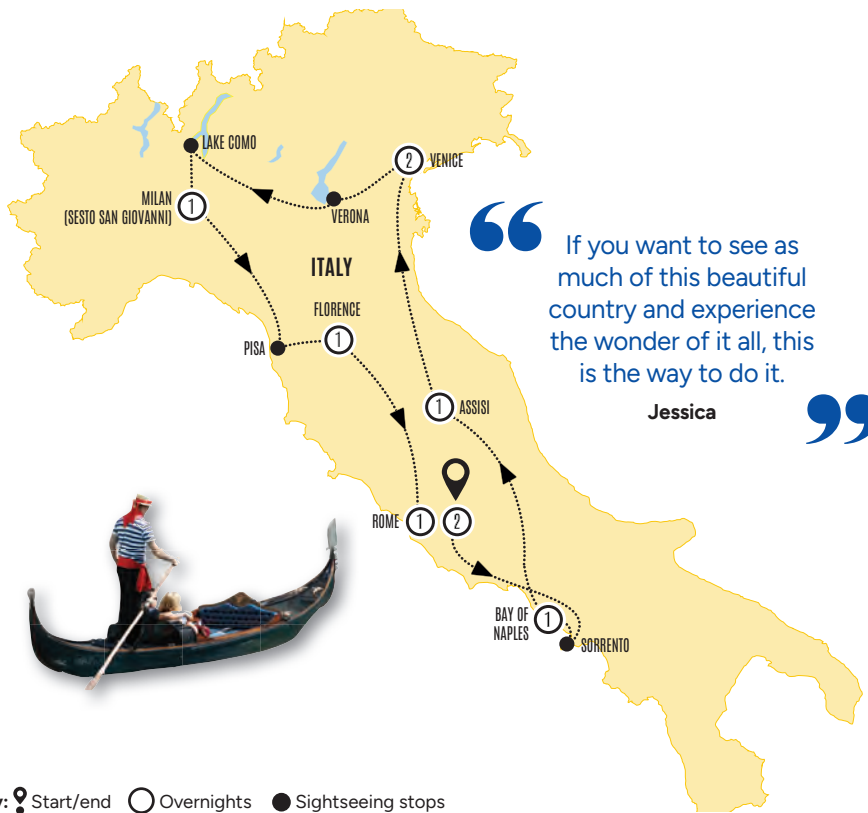 LAKE COMO
2 VENICE
MILAN
(SESTO SAN GIOVANNI) 1
VERONA
“
If you want to see as
much of this beautiful
country and experience
the wonder of it all, this
is the way to do it.
Jessica
”
ITALY
FLORENCE
1
PISA
1 ASSISI
ROME 1 2
BAY OF
NAPLES 1
SORRENTO
Start/end Overnights Sightseeing stops